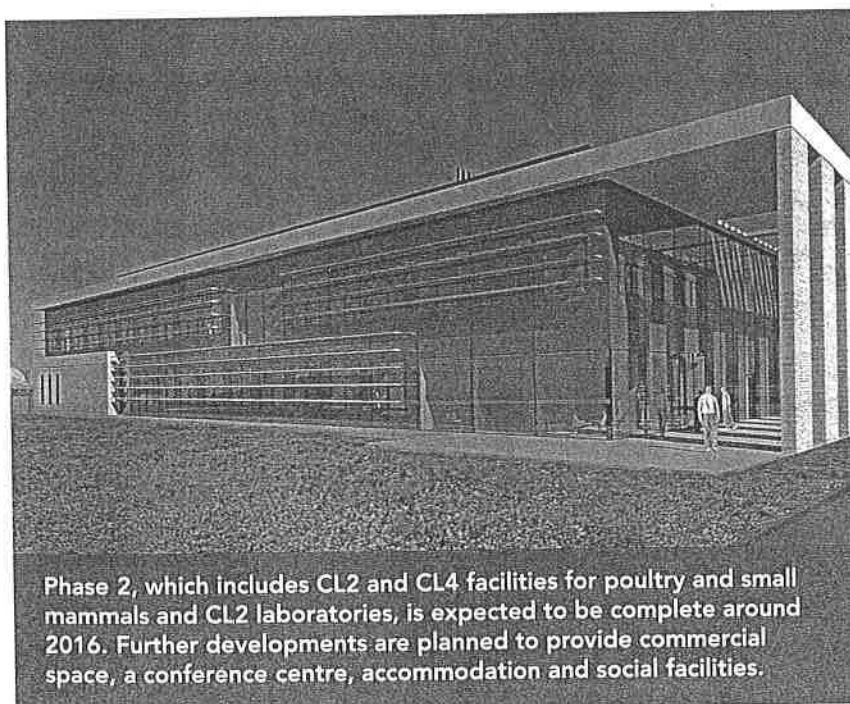 Phase 2, which includes CL2 and CL4 facilities for poultry and small
mammals and CL2 laboratories, is expected to be complete around
2016. Further developments are planned to provide commercial
space, a conference centre, accommodation and social facilities.